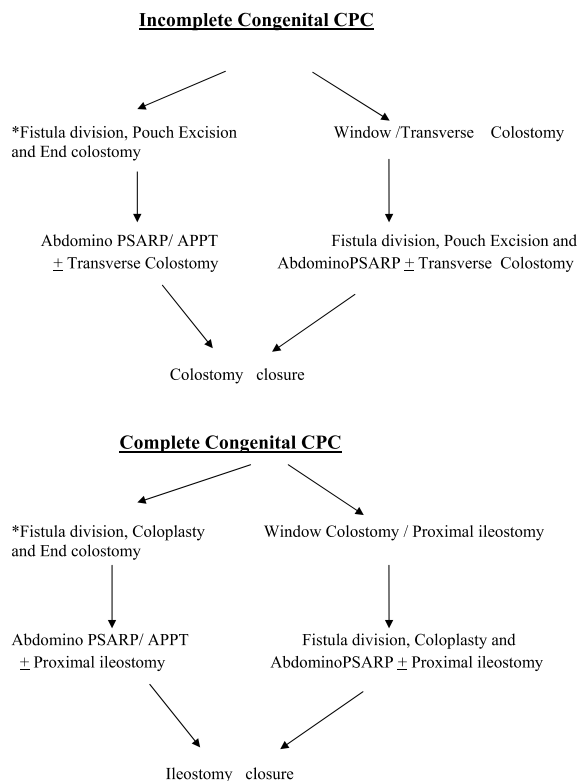 Incomplete Congenital CPC
*Fistula division, Pouch Excision
and End colostomy
Window /Transverse Colostomy
Abdomino PSARP/ APPT
+ Transverse Colostomy
Fistula division, Pouch Excision and
AbdominoPSARP + Transverse Colostomy
Colostomy closure
Complete Congenital CPC
*Fistula division, Coloplasty
and End colostomy
Window Colostomy / Proximal ileostomy
Abdomino PSARP/ APPT
+ Proximal ileostomy
Fistula division, Coloplasty and
AbdominoPSARP + Proximal ileostomy
Ileostomy closure